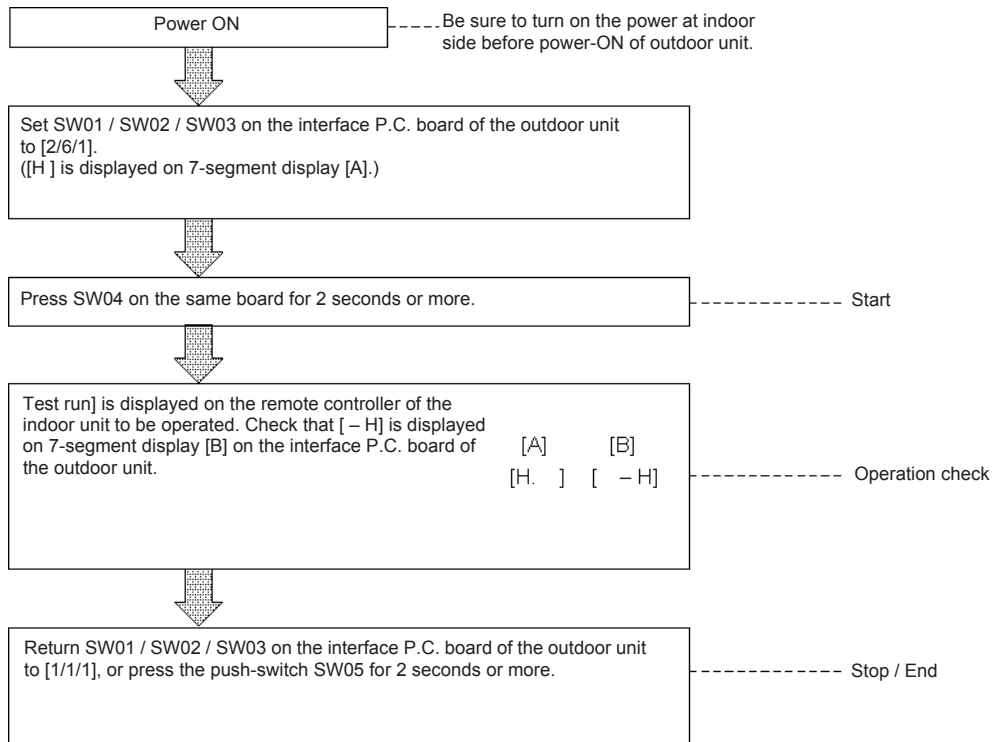 Power ON
Be sure to turn on the power at indoor
side before power-ON of outdoor unit.
Set SW01 / SW02 / SW03 on the interface P.C. board of the outdoor unit
to [2/6/1].
([H ] is displayed on 7-segment display [A].)
Press SW04 on the same board for 2 seconds or more.
Start
Test run] is displayed on the remote controller of the
indoor unit to be operated. Check that [ – H] is displayed
on 7-segment display [B] on the interface P.C. board of
the outdoor unit.
[A] [B]
[H. ] [ – H]
Operation check
Return SW01 / SW02 / SW03 on the interface P.C. board of the outdoor unit
to [1/1/1], or press the push-switch SW05 for 2 seconds or more.
Stop / End